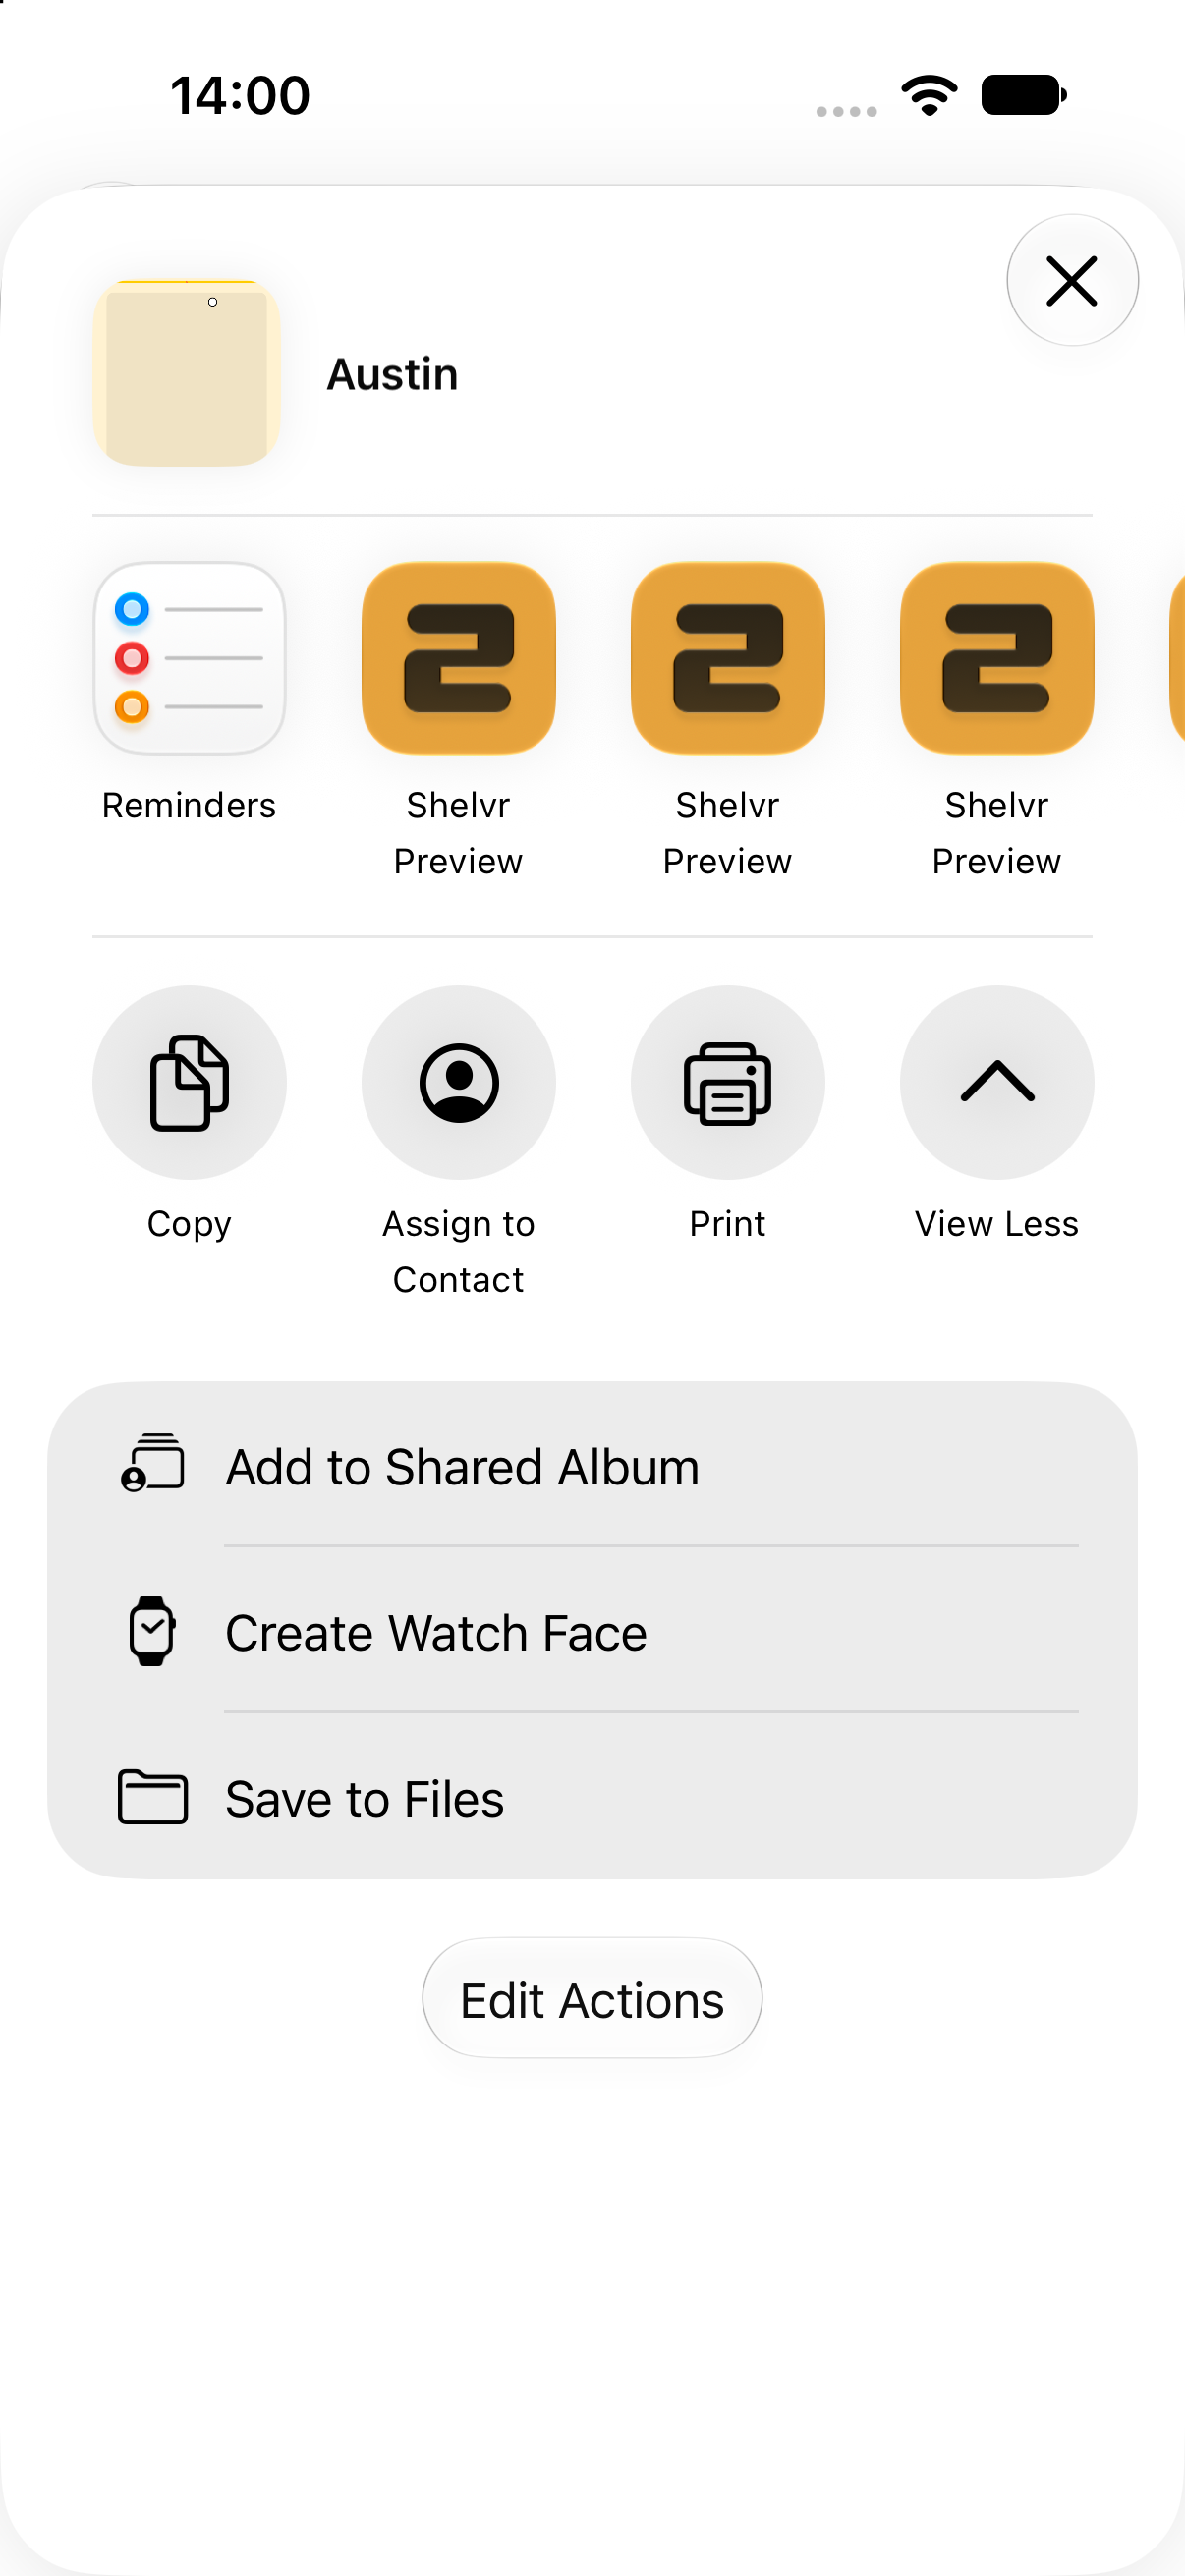 14:00
Austin
Reminders
Shelvr
Preview
Shelvr
Preview
Shelvr
Preview
Copy
Assign to
Contact
Print
View Less
Add to Shared Album
Create Watch Face
Save to Files
Edit Actions